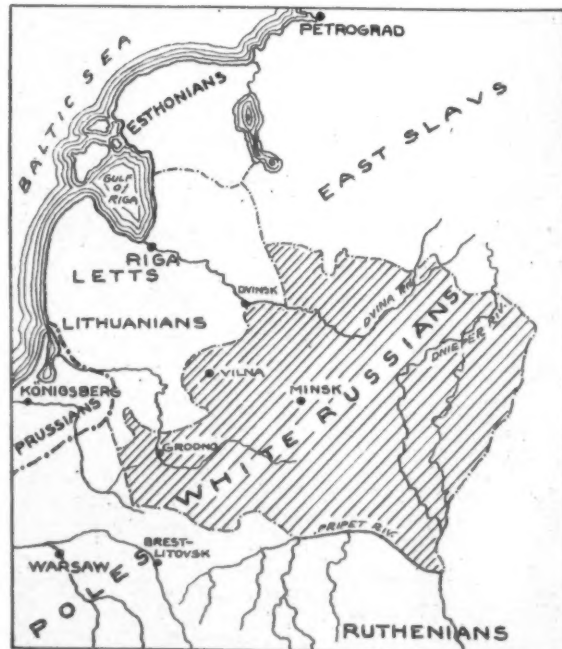 PETROGRAD
BALTIC SEA
ESTHONIANS
EAST SLAVS
GULF
OF
RIGA
RIGA
LETTS
DVINSK
DVINA RIV.
LITHUANIANS
DNIEPER RIV.
VILNA
KÖNIGSBERG
MINSK
PRUSSIANS
WHITE RUSSIANS
GRODNO
PRIPET RIV.
BREST-
LITOVSK
WARSAW
POLES
RUTHENIANS